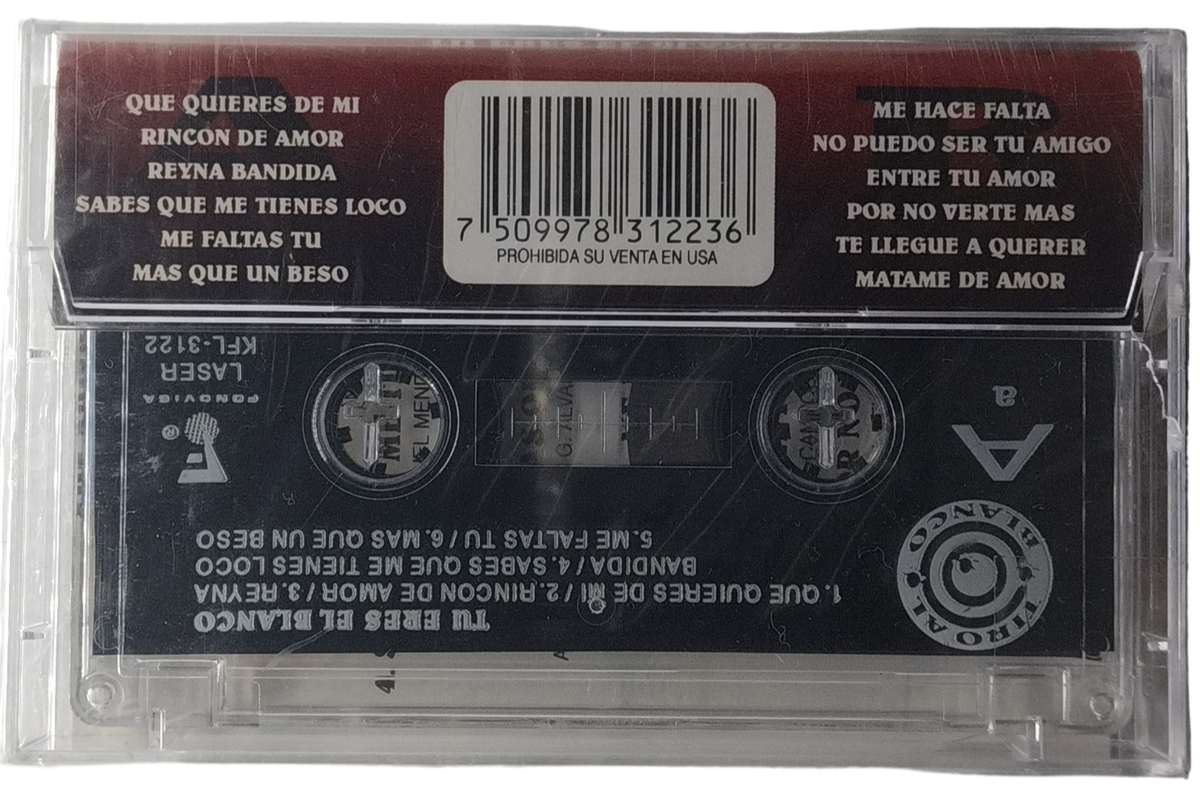 QUE QUIERES DE MI
RINCON DE AMOR
REYNA BANDIDA
SABES QUE ME TIENES LOCO
ME FALTAS TU
MAS QUE UN BESO
7 509978 312236
PROHIBIDA SU VENTA EN USA
ME HACE FALTA
NO PUEDO SER TU AMIGO
ENTRE TU AMOR
POR NO VERTE MAS
TE LLEGUE A QUERER
MATAME DE AMOR
TU ERES EL BLANCO
1. QUE QUIERES DE MI / 2. RINCON DE AMOR / 3. REYNA
BANDIDA / 4. SABES QUE ME TIENES LOCO
5. ME FALTAS TU / 6. MAS QUE UN BESO
TIRO AL BLANCO
A
a
F ®
FONOVISA
LASER
KFL-3122
G. ALVA